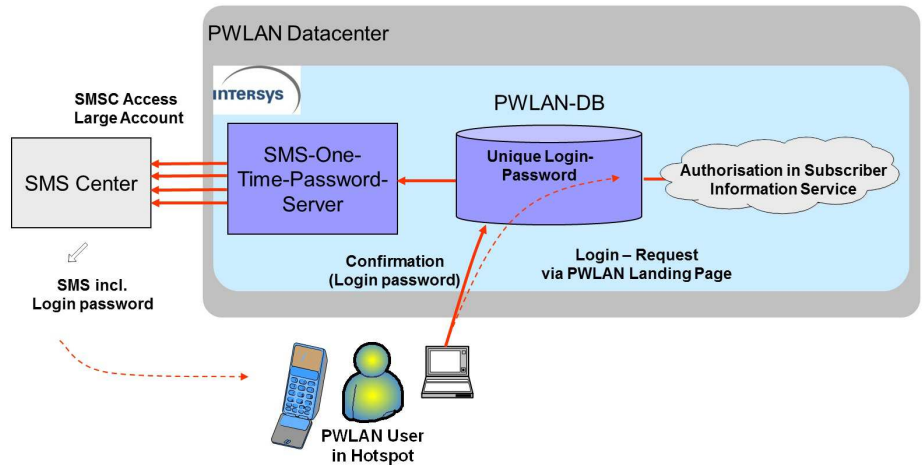 PWLAN Datacenter
INTERSYS
SMSC Access
Large Account
PWLAN-DB
SMS Center
SMS-One-
Time-Password-
Server
Unique Login-
Password
Authorisation in Subscriber
Information Service
Confirmation
(Login password)
Login – Request
via PWLAN Landing Page
SMS incl.
Login password
PWLAN User
in Hotspot